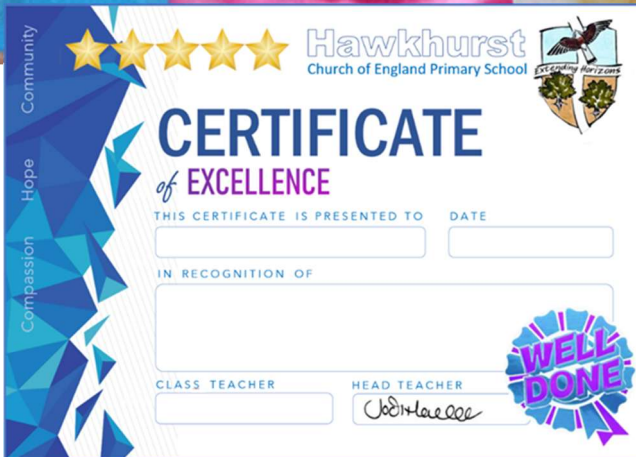 Hawkhurst
Church of England Primary School
Extending Horizons
Community
Hope
Compassion
CERTIFICATE
of EXCELLENCE
THIS CERTIFICATE IS PRESENTED TO
DATE
IN RECOGNITION OF
CLASS TEACHER
HEAD TEACHER
WELL
DONE